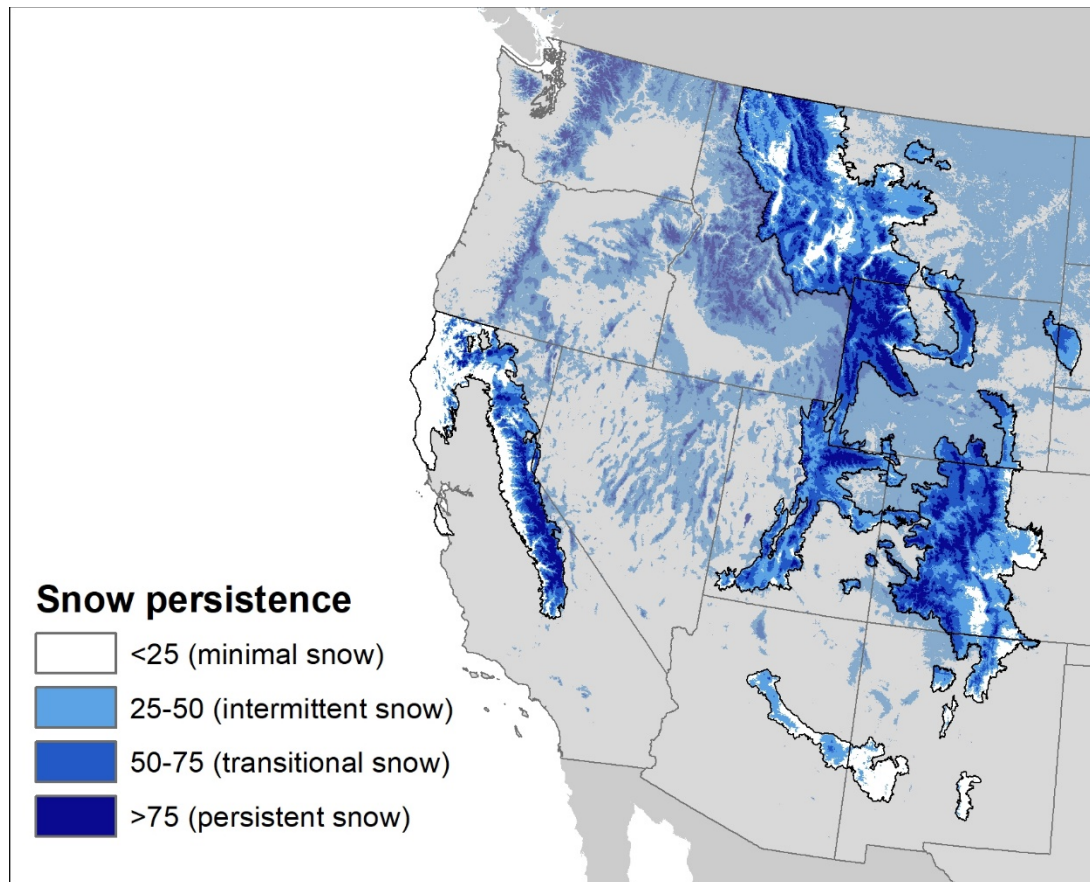 Snow persistence
<25 (minimal snow)
25-50 (intermittent snow)
50-75 (transitional snow)
>75 (persistent snow)